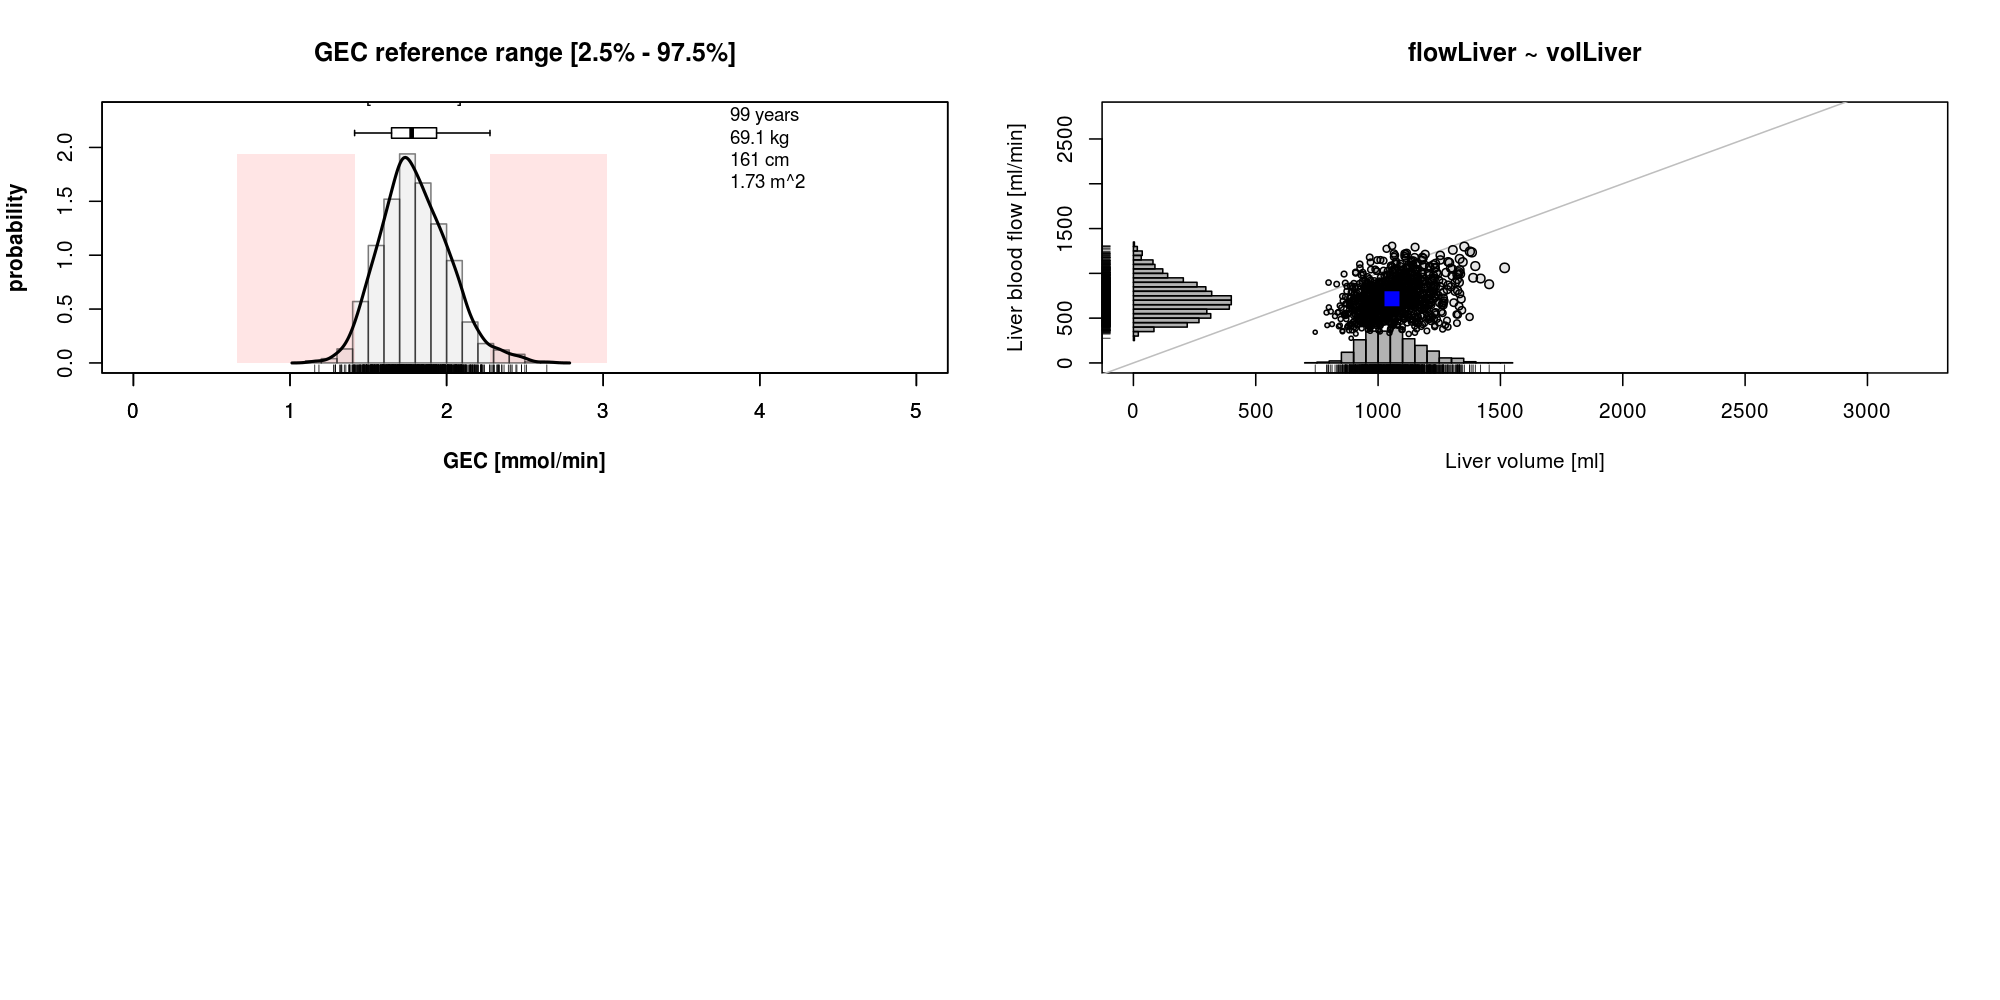 GEC reference range [2.5% - 97.5%]
99 years
69.1 kg
161 cm
1.73 m^2
probability
0.0
0.5
1.0
1.5
2.0
0 1 2 3 4 5
GEC [mmol/min]
flowLiver ~ volLiver
Liver blood flow [ml/min]
0
500
1500
2500
0 500 1000 1500 2000 2500 3000
Liver volume [ml]